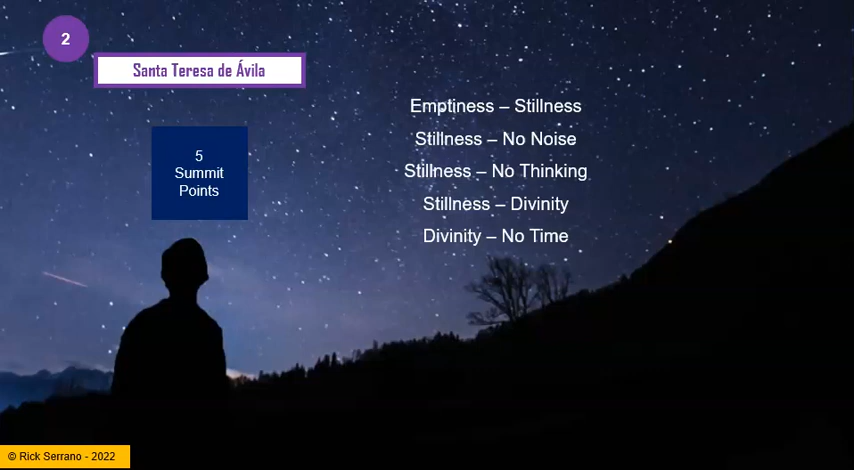 2
Santa Teresa de Ávila
5
Summit
Points
Emptiness – Stillness
Stillness – No Noise
Stillness – No Thinking
Stillness – Divinity
Divinity – No Time
© Rick Serrano - 2022